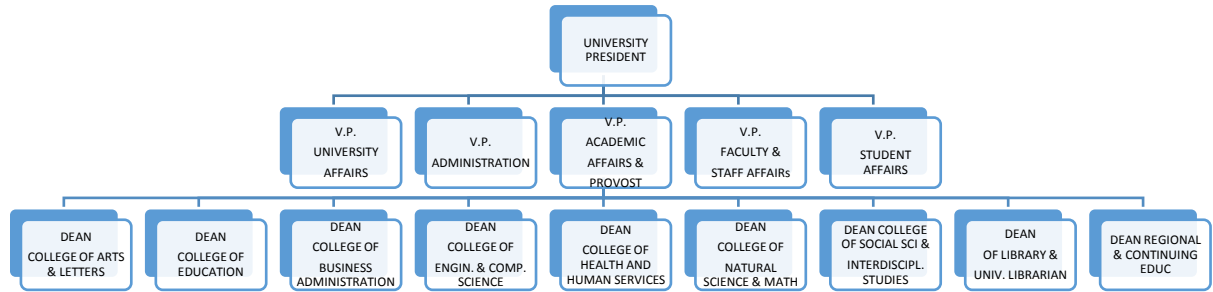 UNIVERSITY
PRESIDENT
V.P.
UNIVERSITY
AFFAIRS
V.P.
ADMINISTRATION
V.P.
ACADEMIC
AFFAIRS &
PROVOST
V.P.
FACULTY &
STAFF AFFAIRs
V.P.
STUDENT
AFFAIRS
DEAN
COLLEGE OF ARTS
& LETTERS
DEAN
COLLEGE OF
EDUCATION
DEAN
COLLEGE OF
BUSINESS
ADMINISTRATION
DEAN
COLLEGE OF
ENGIN. & COMP.
SCIENCE
DEAN
COLLEGE OF
HEALTH AND
HUMAN SERVICES
DEAN
COLLEGE OF
NATURAL
SCIENCE & MATH
DEAN COLLEGE
OF SOCIAL SCI &
INTERDISCIPL.
STUDIES
DEAN
OF LIBRARY &
UNIV. LIBRARIAN
DEAN REGIONAL
& CONTINUING
EDUC